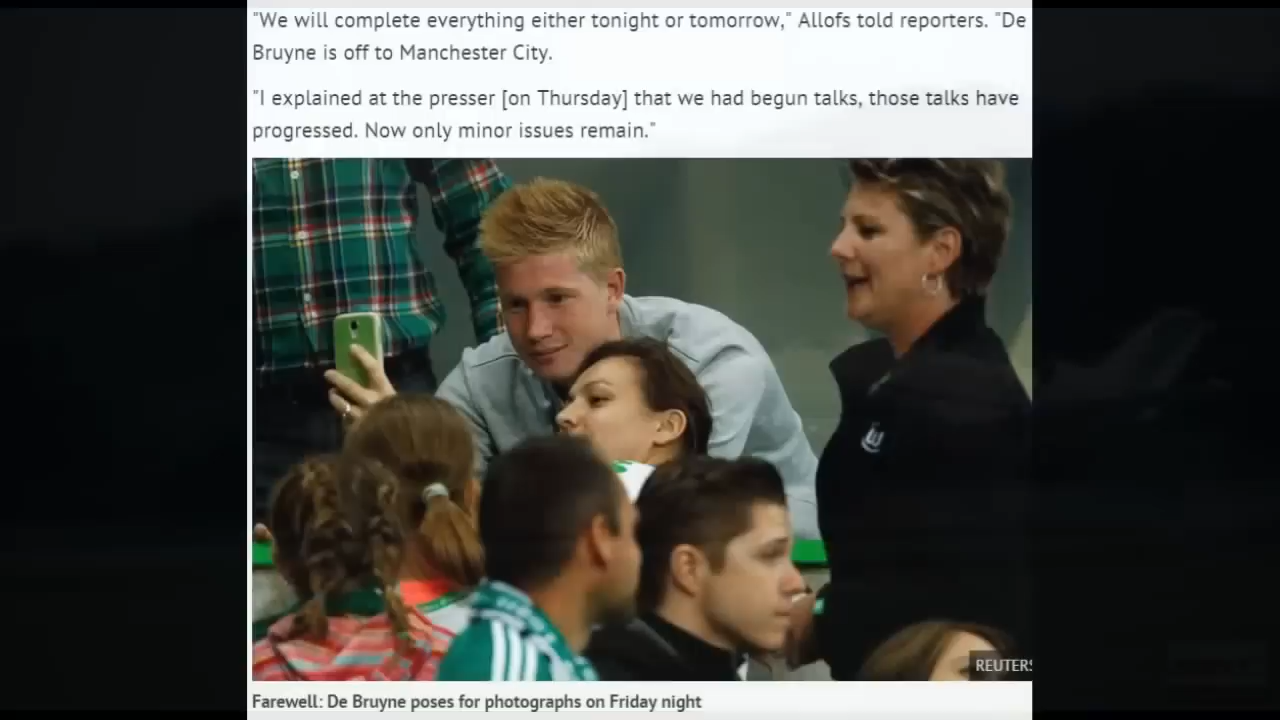 "We will complete everything either tonight or tomorrow," Allofs told reporters. "De
Bruyne is off to Manchester City.
"I explained at the presser [on Thursday] that we had begun talks, those talks have
progressed. Now only minor issues remain."
REUTERS
Farewell: De Bruyne poses for photographs on Friday night